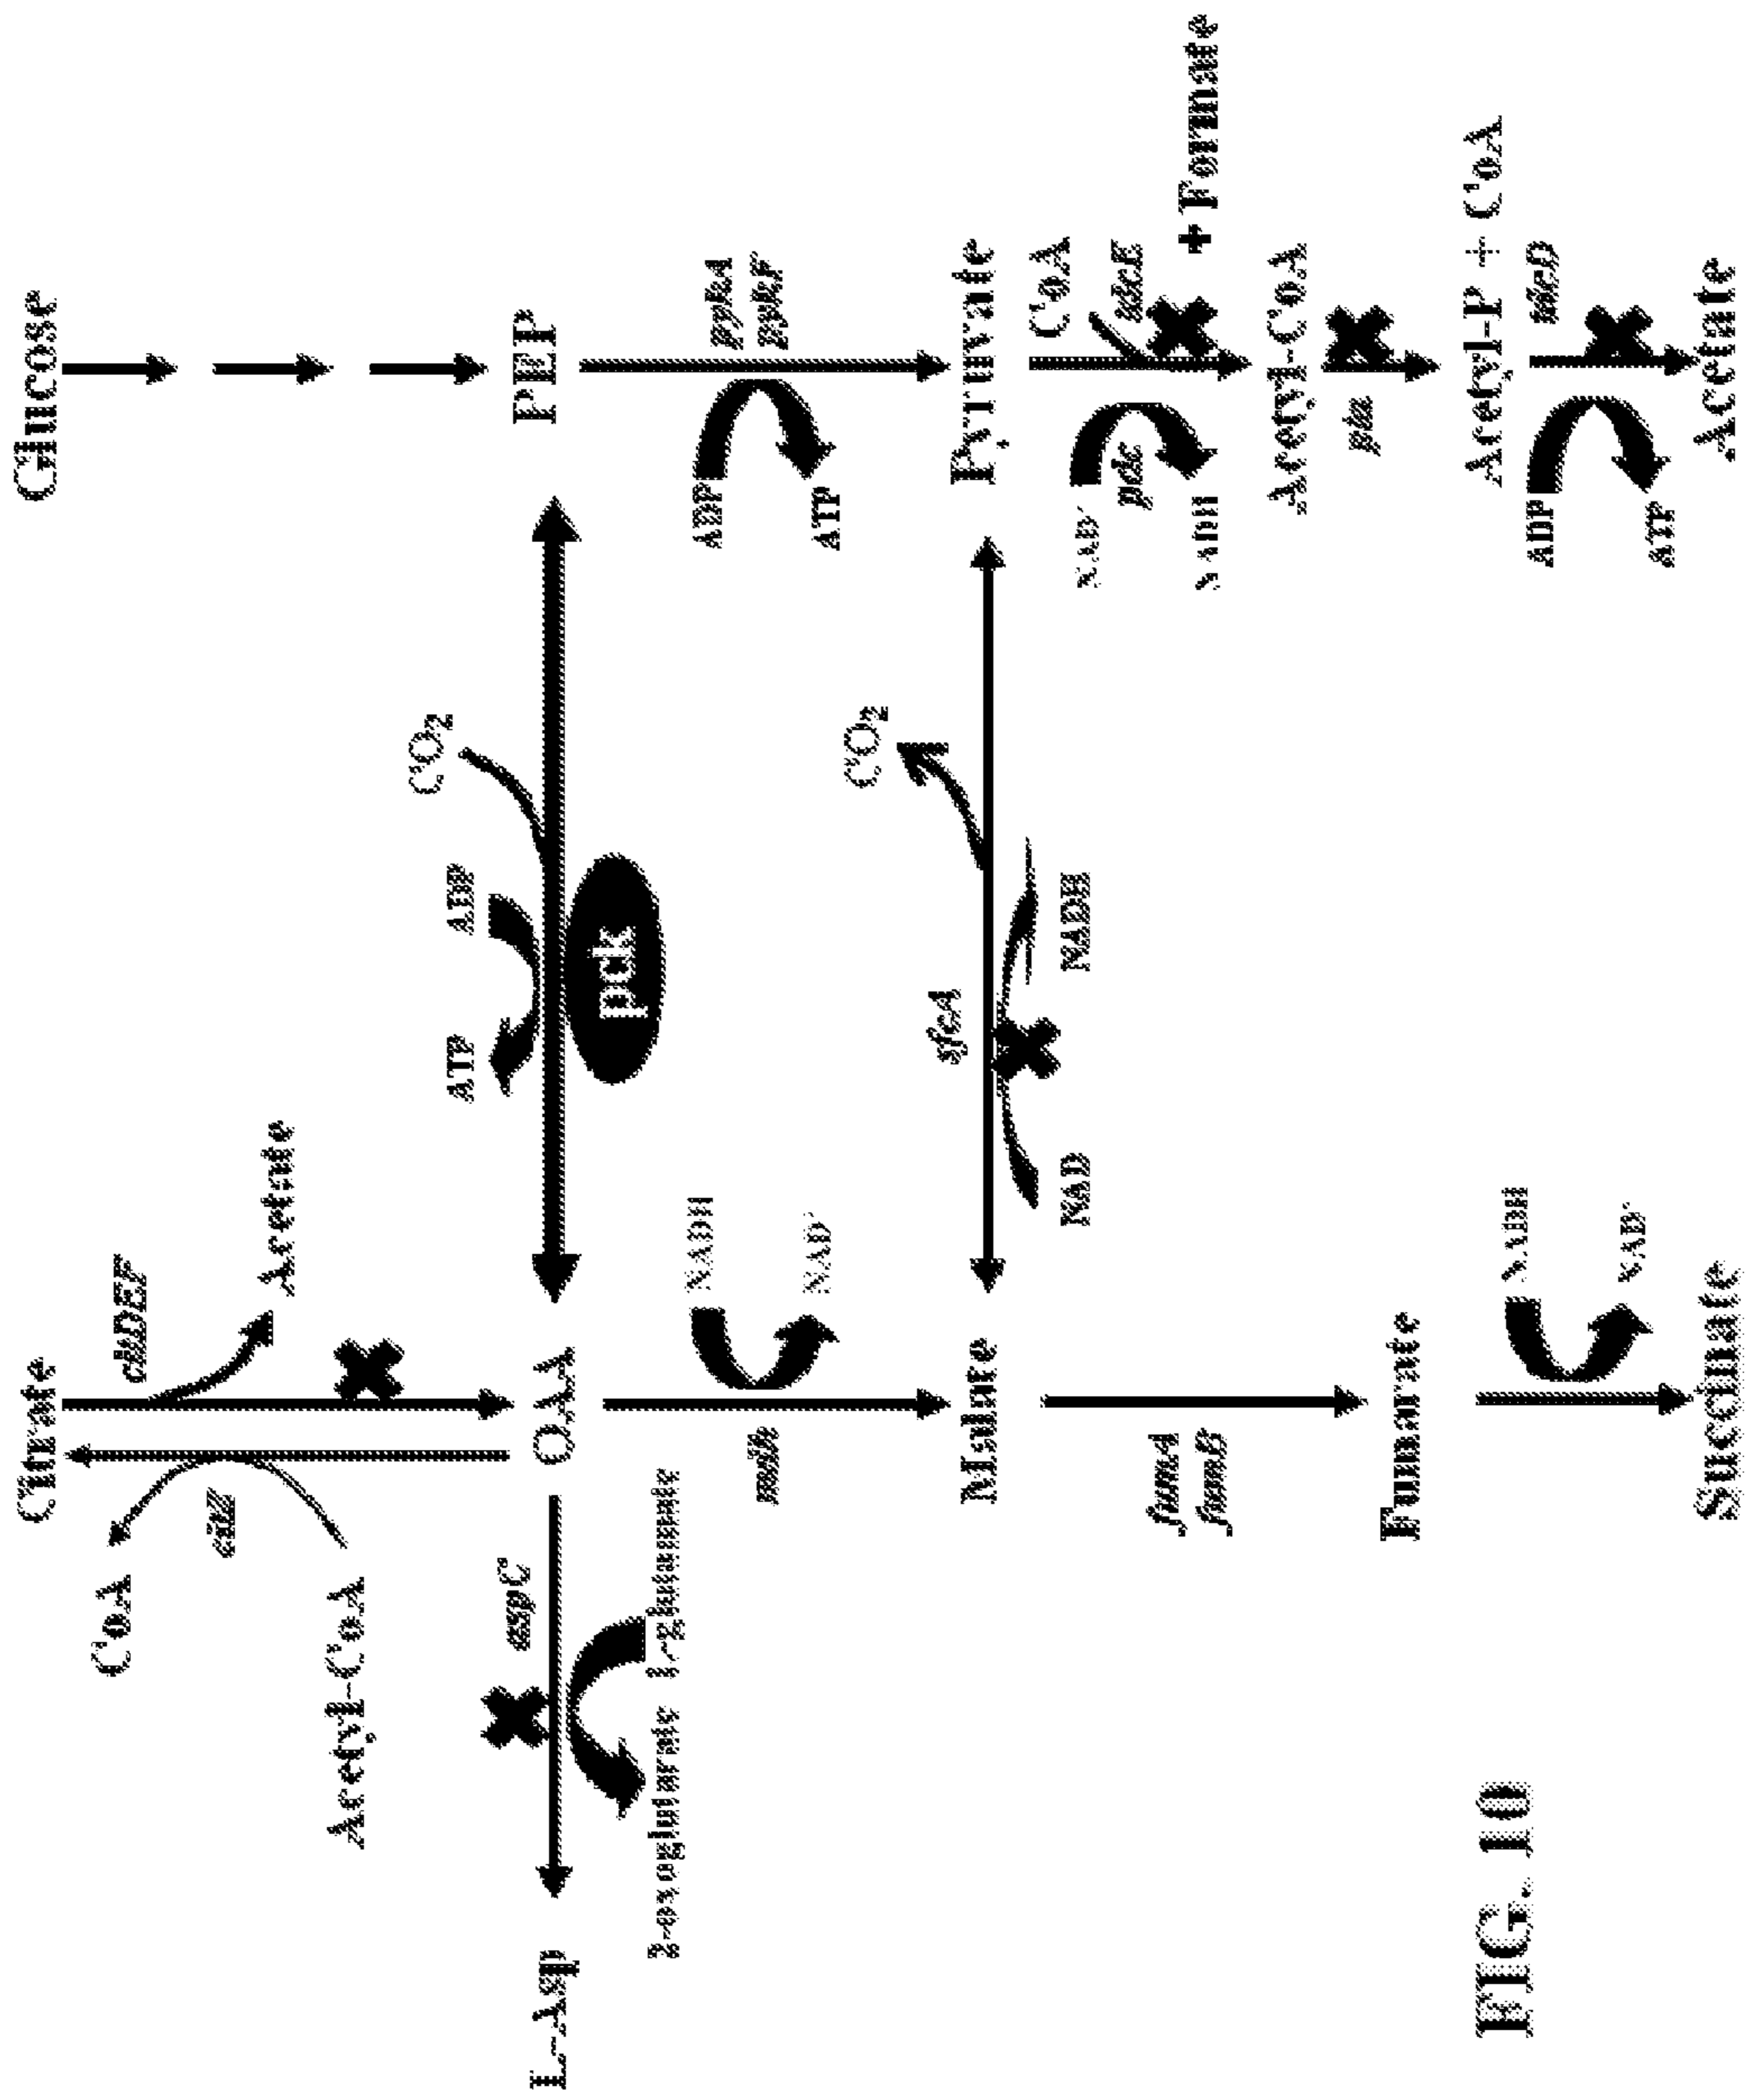 Glucose
PEP
pykA
pykF
ADP
ATP
Pyruvate
CoA
tdcE
+ Formate
NAD⁺
pdc
NADH
Acetyl-CoA
pta
Acetyl-P + CoA
ADP
ATP
Acetate
CO₂
ADP
ATP
pck
CO₂
sfcA
NADH
NAD
Citrate
citDEF
Acetate
CoA
citZ
Acetyl-CoA
OAA
aspC
L-glutamate
2-oxoglutarate
L-Asp
NADH
NAD⁺
mdh
Malate
fumA
fumB
Fumarate
NADH
NAD⁺
Succinate
FIG. 10